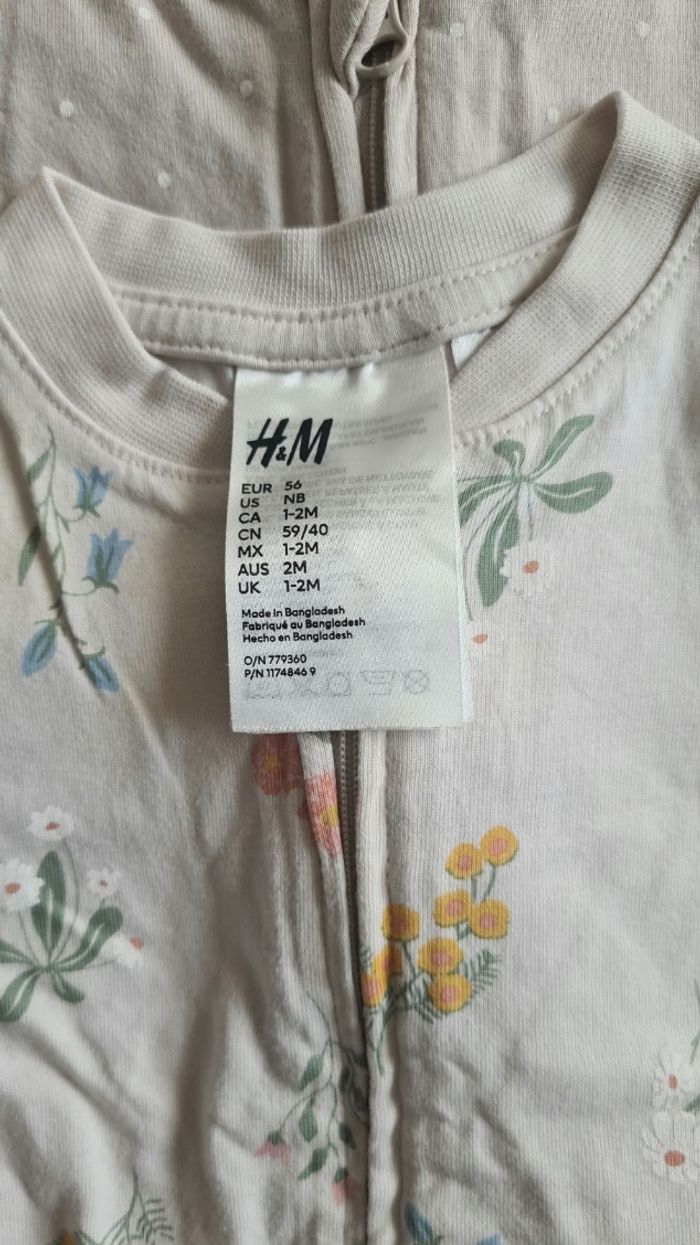 H&M
EUR 56
US NB
CA 1-2M
CN 59/40
MX 1-2M
AUS 2M
UK 1-2M
Made in Bangladesh
Fabriqué au Bangladesh
Hecho en Bangladesh
O/N 779360
P/N 1174846 9